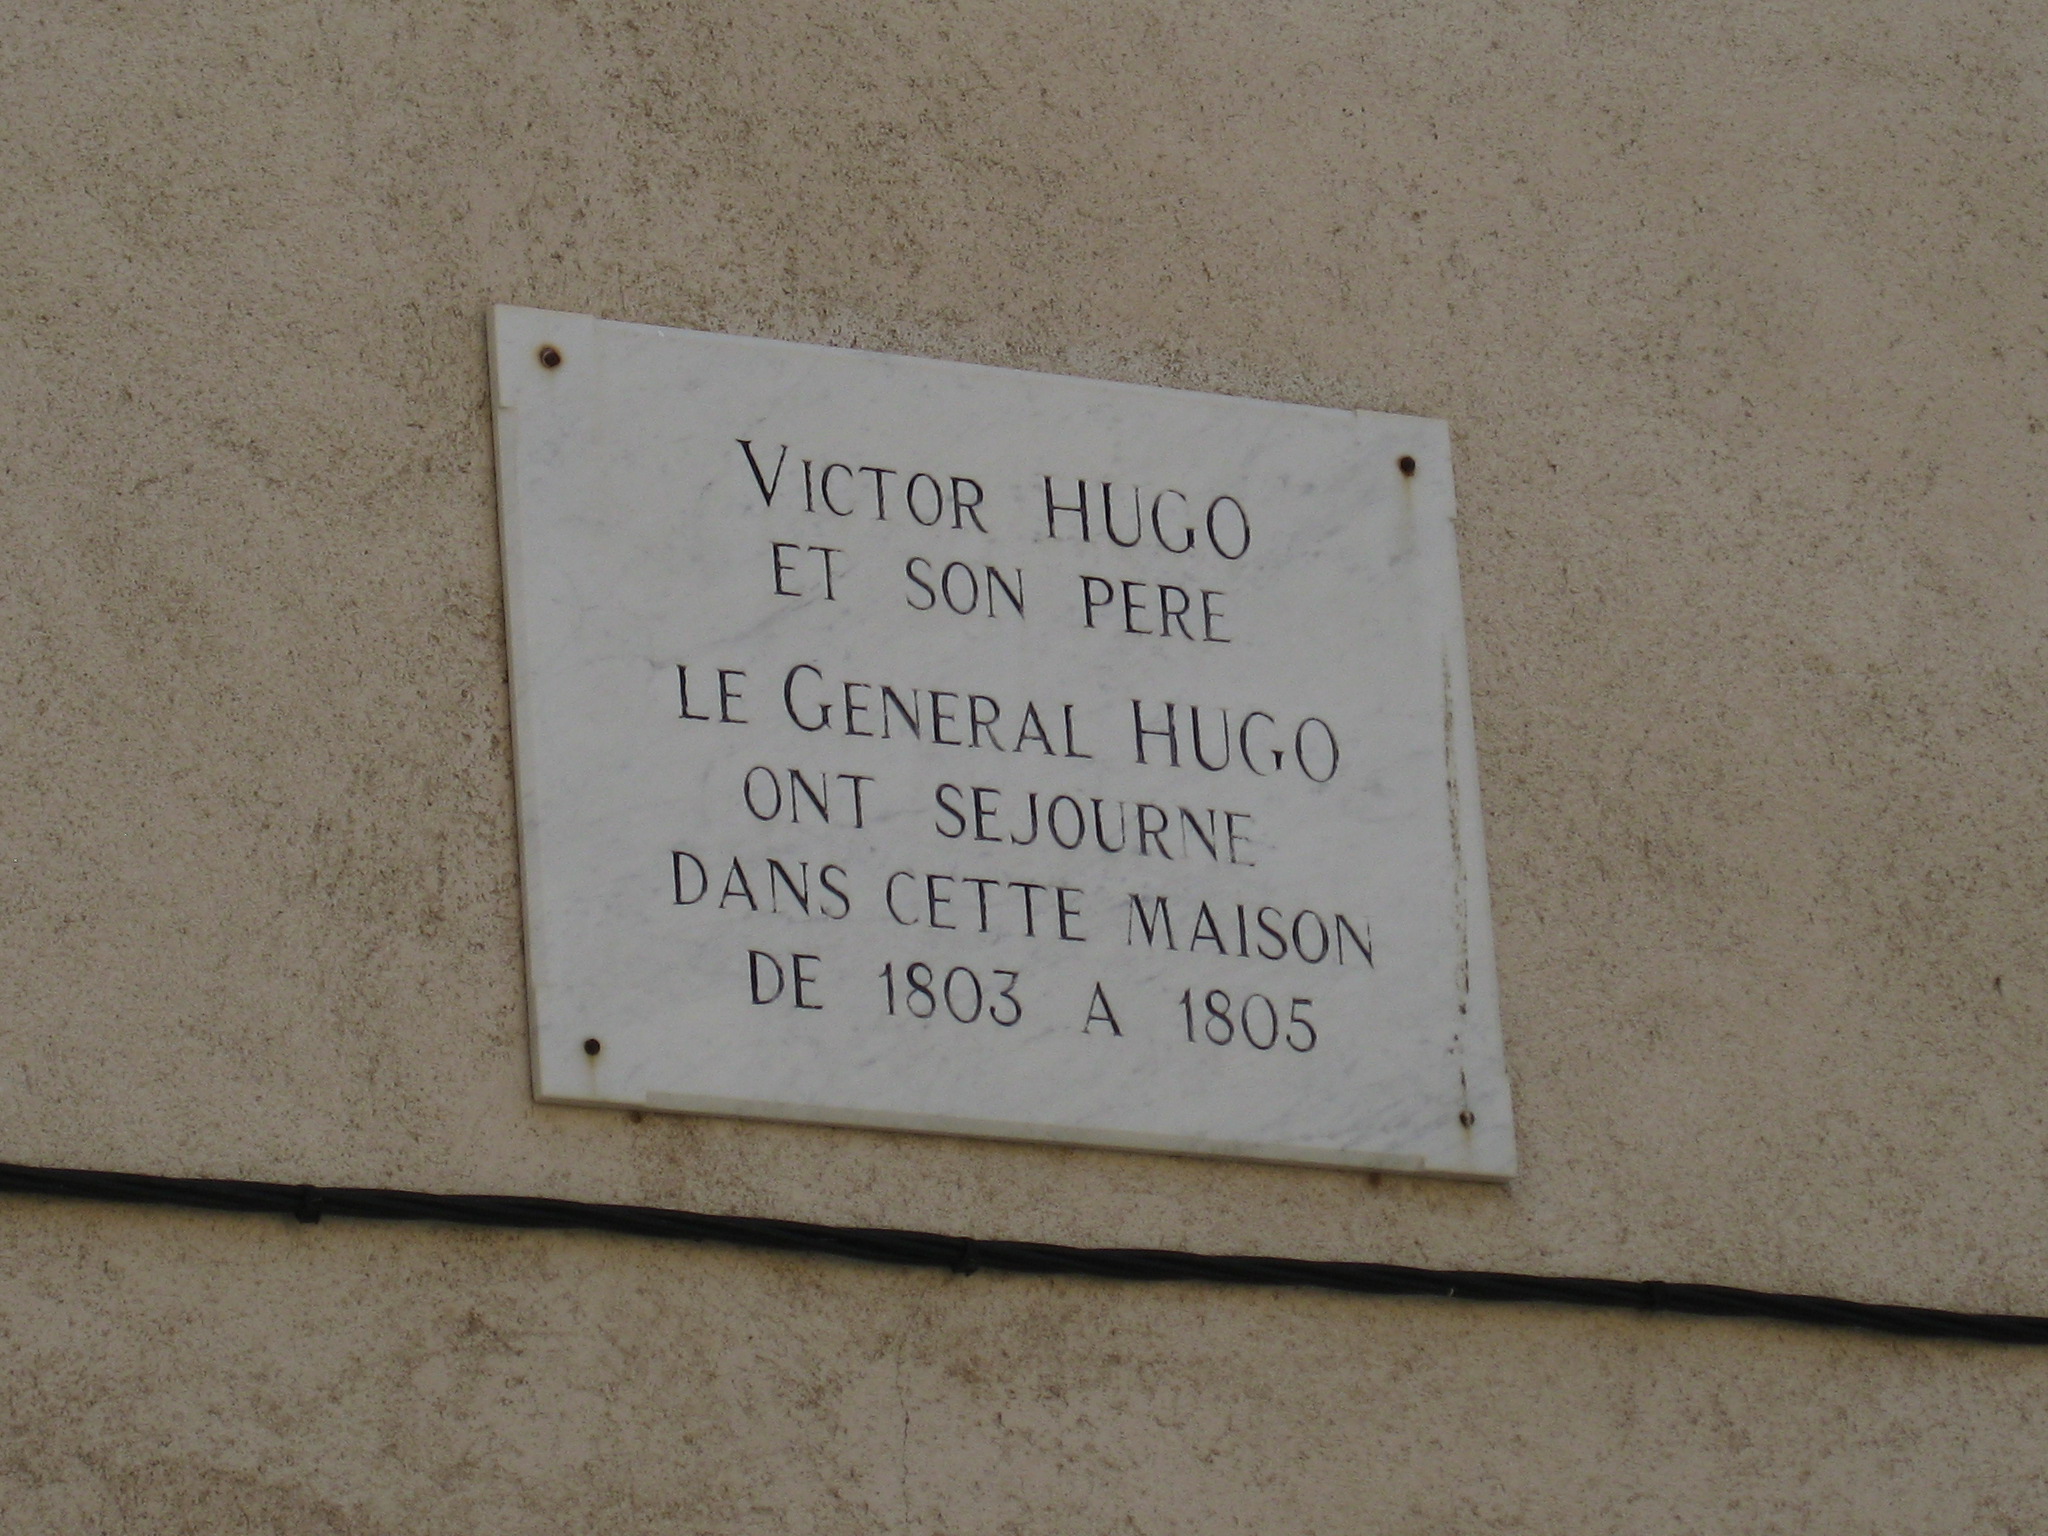 VICTOR HUGO
ET SON PERE
LE GENERAL HUGO
ONT SEJOURNE
DANS CETTE MAISON
DE 1803 A 1805